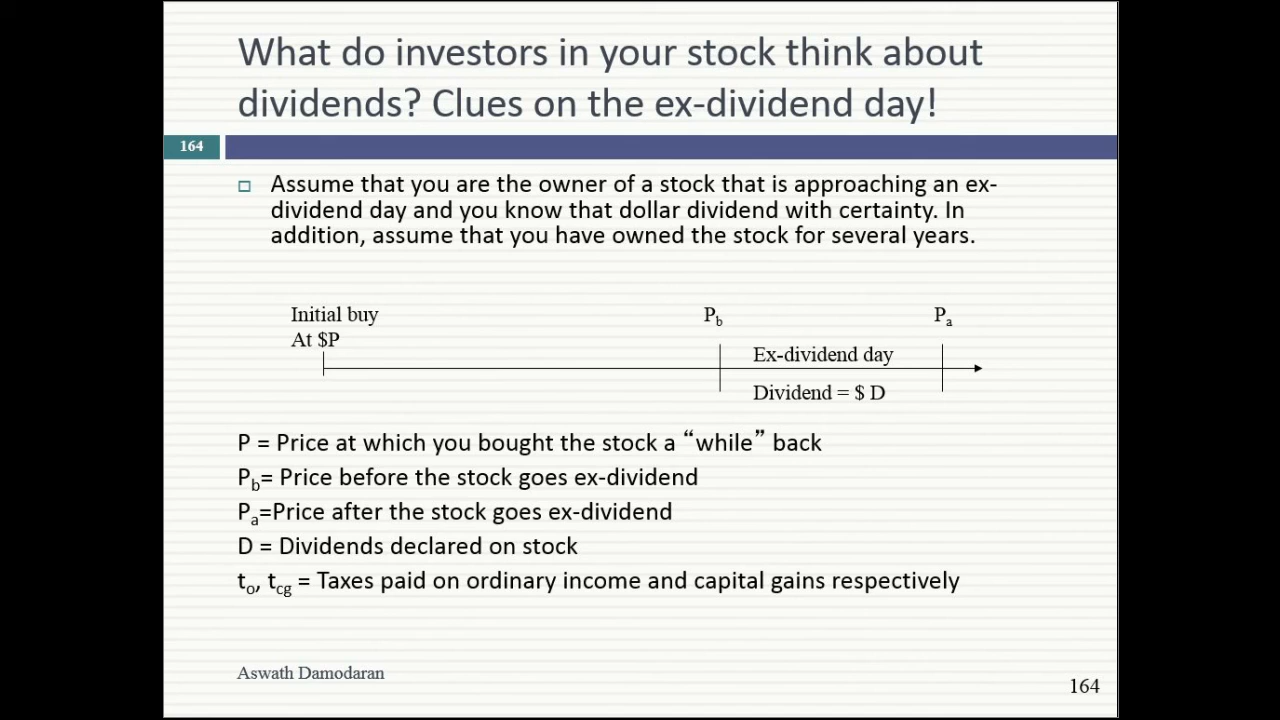 What do investors in your stock think about
dividends? Clues on the ex-dividend day!
164
Assume that you are the owner of a stock that is approaching an ex-
dividend day and you know that dollar dividend with certainty. In
addition, assume that you have owned the stock for several years.
Initial buy
At $P
Pb
Pa
Ex-dividend day
Dividend = $ D
P = Price at which you bought the stock a “while” back
Pb= Price before the stock goes ex-dividend
Pa=Price after the stock goes ex-dividend
D = Dividends declared on stock
to, tcg = Taxes paid on ordinary income and capital gains respectively
Aswath Damodaran
164